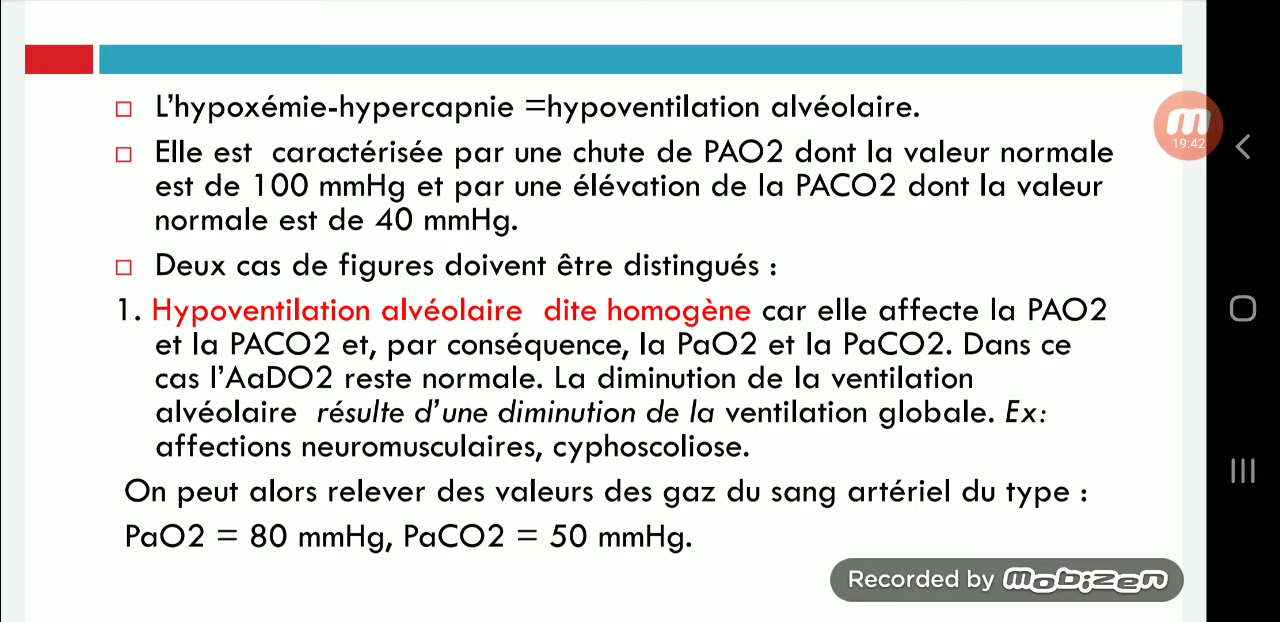 L'hypoxémie-hypercapnie =hypoventilation alvéolaire.
Elle est caractérisée par une chute de PAO2 dont la valeur normale
est de 100 mmHg et par une élévation de la PACO2 dont la valeur
normale est de 40 mmHg.
Deux cas de figures doivent être distingués :
1. Hypoventilation alvéolaire dite homogène car elle affecte la PAO2
et la PACO2 et, par conséquence, la PaO2 et la PaCO2. Dans ce
cas l'AaDO2 reste normale. La diminution de la ventilation
alvéolaire résulte d'une diminution de la ventilation globale. Ex:
affections neuromusculaires, cyphoscoliose.
On peut alors relever des valeurs des gaz du sang artériel du type :
PaO2 = 80 mmHg, PaCO2 = 50 mmHg.
m
19:42
Recorded by mobizen